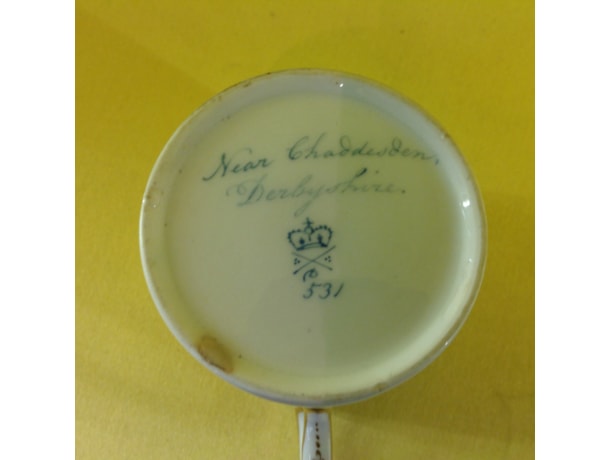 Near Chaddesden,
Derbyshire.
D
531